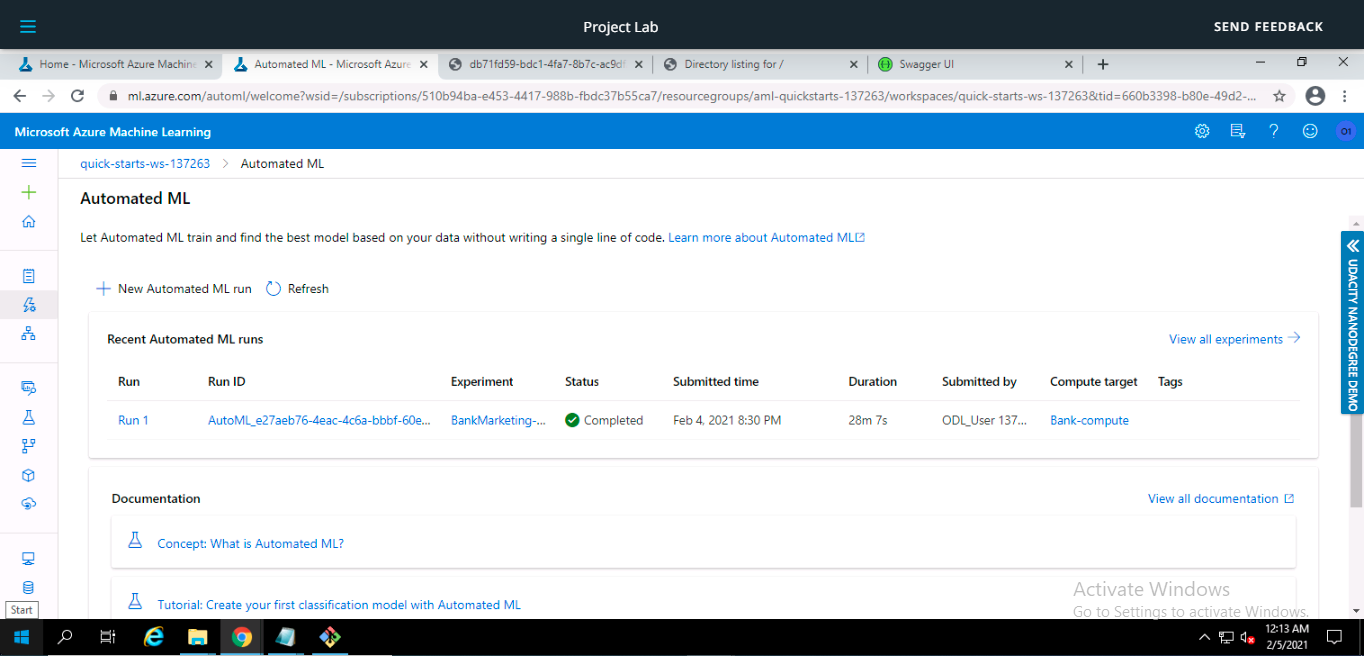 Project Lab
SEND FEEDBACK
Home - Microsoft Azure Machine
Automated ML - Microsoft Azure
db71fd59-bdc1-4fa7-8b7c-ac9df
Directory listing for /
Swagger UI
ml.azure.com/automl/welcome?wsid=/subscriptions/510b94ba-e453-4417-988b-fbdc37b55ca7/resourcegroups/aml-quickstarts-137263/workspaces/quick-starts-ws-137263&tid=660b3398-b80e-49d2-...
Microsoft Azure Machine Learning
O1
quick-starts-ws-137263 > Automated ML
Automated ML
Let Automated ML train and find the best model based on your data without writing a single line of code. Learn more about Automated ML
New Automated ML run
Refresh
UDACITY NANODEGREE DEMO
Recent Automated ML runs
View all experiments
Run Run ID Experiment Status Submitted time Duration Submitted by Compute target Tags
Run 1 AutoML_e27aeb76-4eac-4c6a-bbbf-60e... BankMarketing-... Completed Feb 4, 2021 8:30 PM 28m 7s ODL_User 137... Bank-compute
Documentation
View all documentation
Concept: What is Automated ML?
Tutorial: Create your first classification model with Automated ML
Activate Windows
Go to Settings to activate Windows.
Start
12:13 AM
2/5/2021